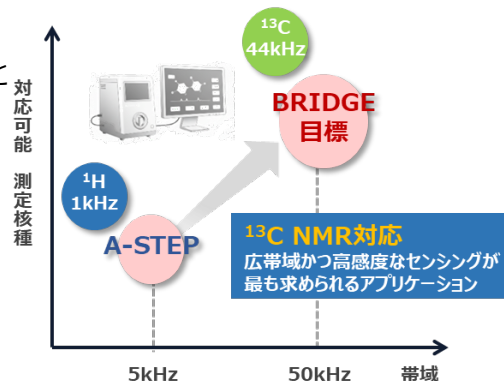 対応可能 測定核種
¹³C
44kHz
BRIDGE
目標
¹H
1kHz
A-STEP
¹³C NMR対応
広帯域かつ高感度なセンシングが
最も求められるアプリケーション
5kHz
50kHz
帯域